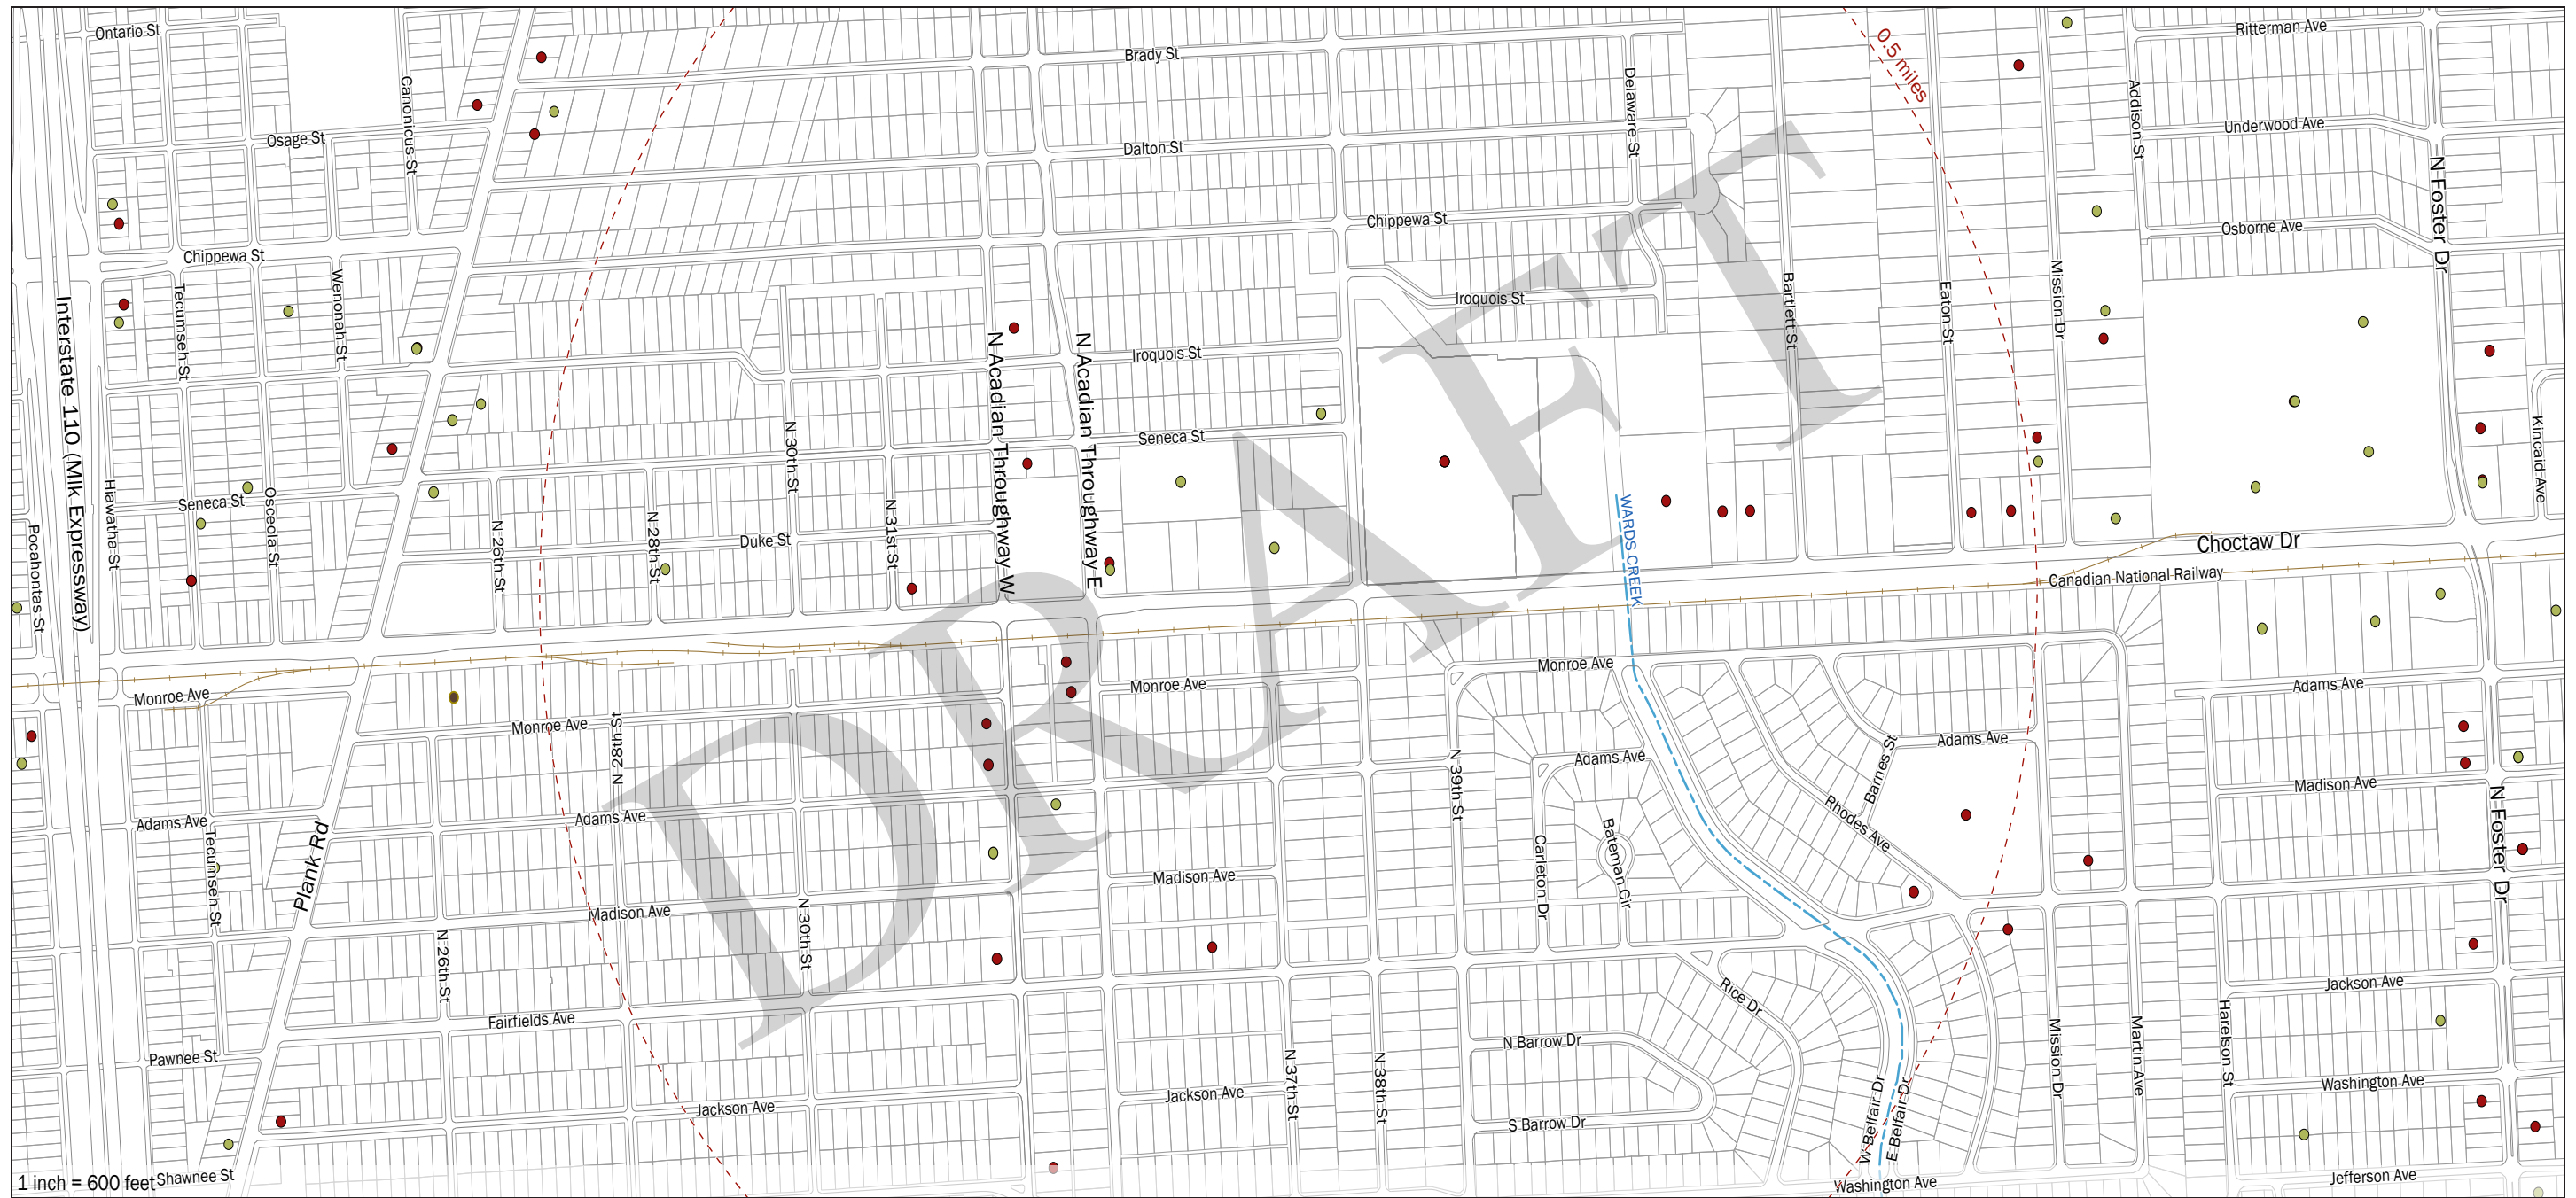 Ontario St
Brady St
Ritterman Ave
0.5 miles
Canonicus St
Delaware St
Addison St
Osage St
Dalton St
Underwood Ave
N Foster Dr
Chippewa St
Osborne Ave
Chippewa St
Tecumseh St
Wenonah St
Iroquois St
Bartlett St
Eaton St
Mission Dr
Interstate 110 (Mlk Expressway)
N Acadian Throughway W
N Acadian Throughway E
Iroquois St
Seneca St
N 30th St
Kincaid Ave
Hiawatha St
Seneca St
Osceola St
N 26th St
N 28th St
N 31st St
Duke St
WARDS CREEK
Choctaw Dr
Pocahontas St
Canadian National Railway
DRAFT
Monroe Ave
Monroe Ave
Monroe Ave
Monroe Ave
Adams Ave
N 28th St
Adams Ave
Adams Ave
Barnes St
N 39th St
Madison Ave
N Foster Dr
Adams Ave
Adams Ave
Tecumseh St
Plank Rd
Rhodes Ave
Bateman Cir
Carleton Dr
Madison Ave
Madison Ave
N 26th St
N 30th St
Jackson Ave
Rice Dr
Fairfields Ave
N Barrow Dr
Harelson St
Mission Dr
Martin Ave
Pawnee St
N 37th St
N 38th St
Washington Ave
Jackson Ave
Jackson Ave
S Barrow Dr
W Belfair Dr
E Belfair Dr
1 inch = 600 feet
Shawnee St
Washington Ave
Jefferson Ave